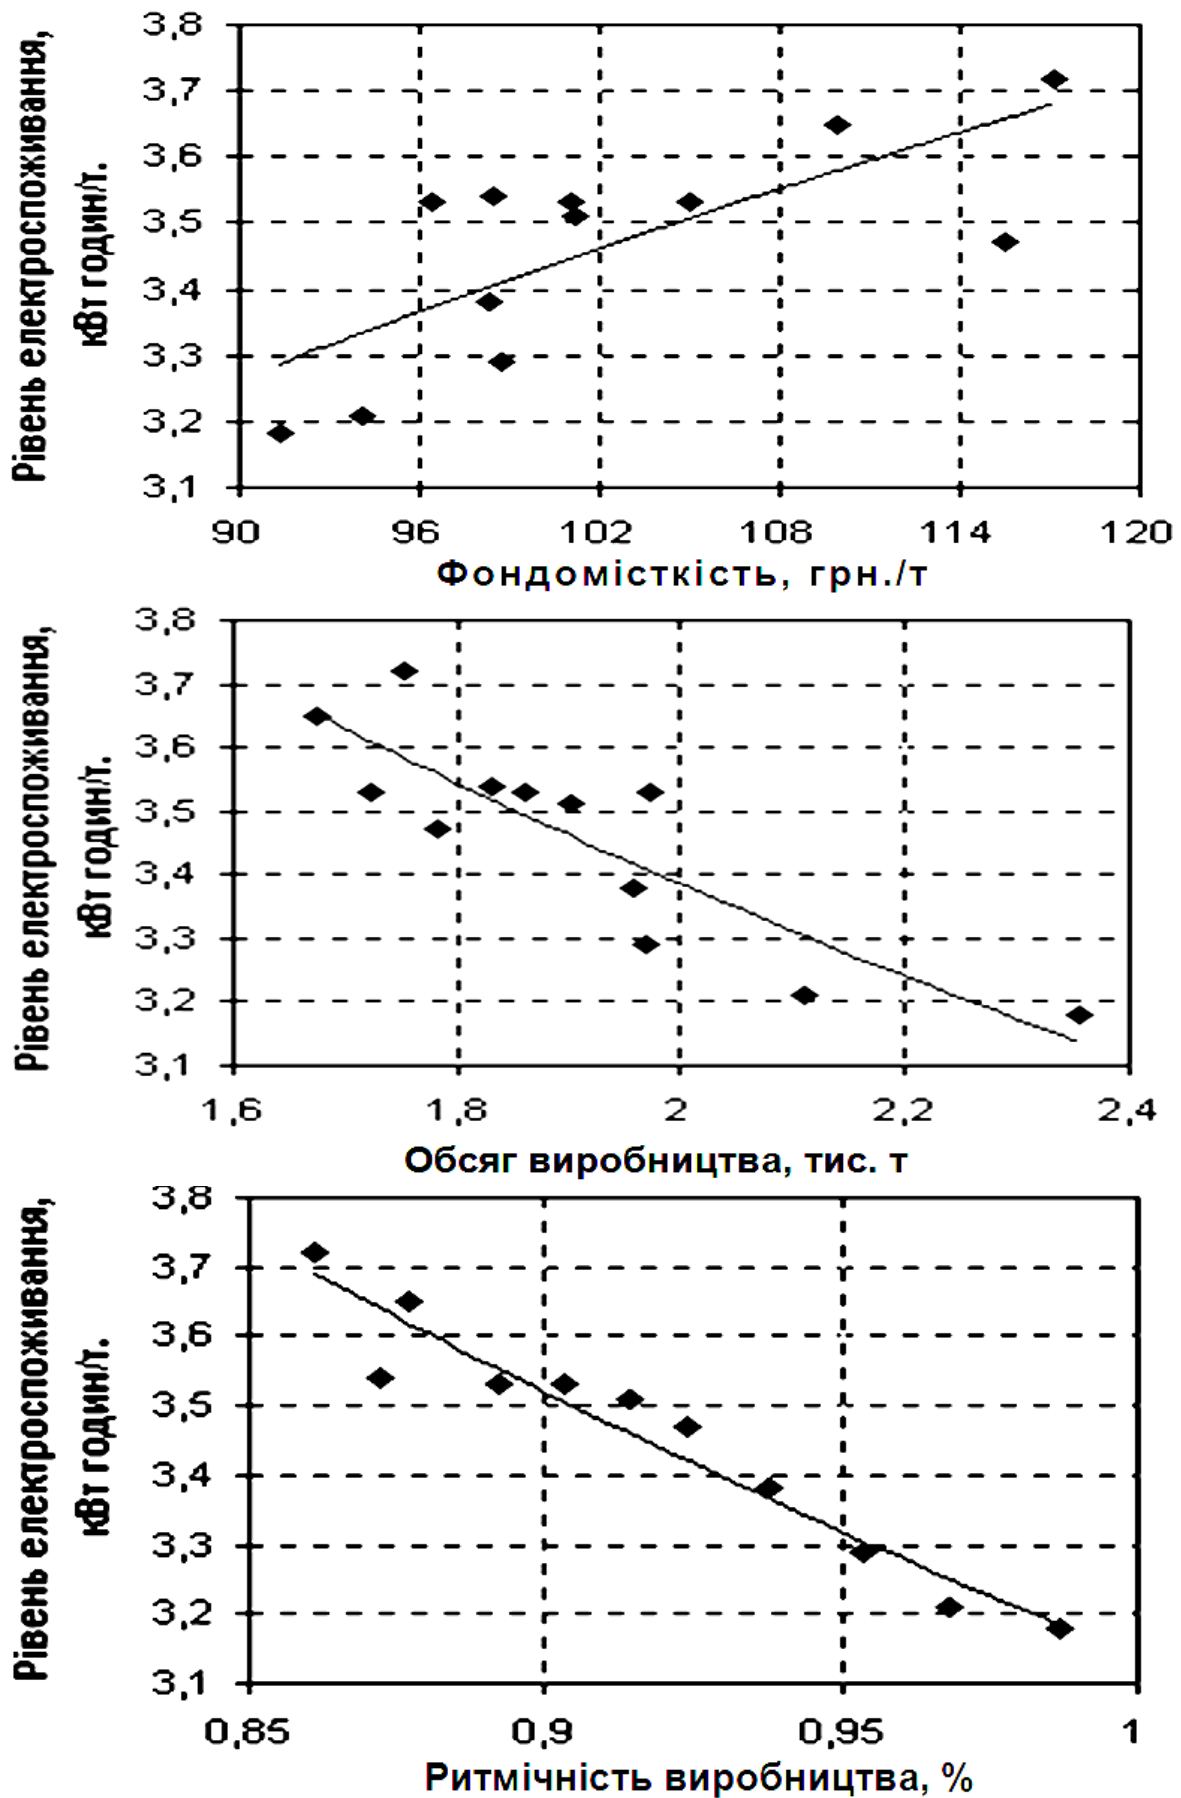 Рівень електроспоживання,
кВт годин/т.
3,8
3,7
3,6
3,5
3,4
3,3
3,2
3,1
90 96 102 108 114 120
Фондомісткість, грн./т
Рівень електроспоживання,
кВт годин/т.
3,8
3,7
3,6
3,5
3,4
3,3
3,2
3,1
1,6 1,8 2 2,2 2,4
Обсяг виробництва, тис. т
Рівень електроспоживання,
кВт годин/т.
3,8
3,7
3,6
3,5
3,4
3,3
3,2
3,1
0,85 0,9 0,95 1
Ритмічність виробництва, %